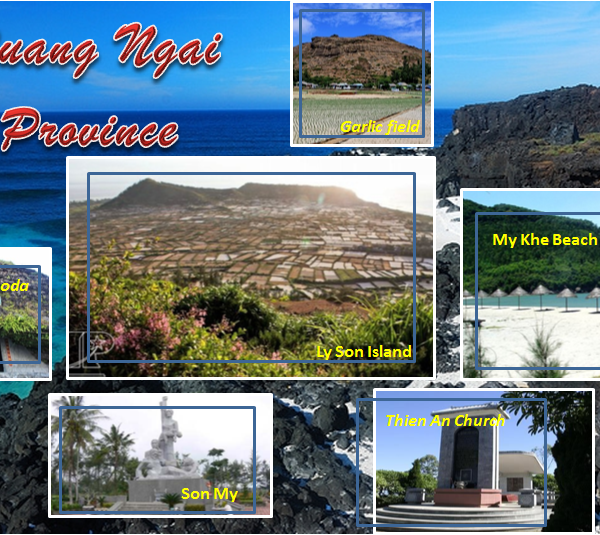 uang Ngai
Province
Garlic field
My Khe Beach
oda
Ly Son Island
Thien An Church
Son My